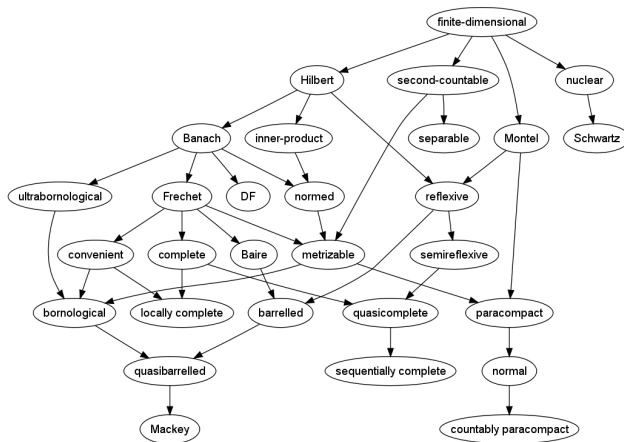 finite-dimensional
Hilbert
second-countable
nuclear
Banach
inner-product
separable
Montel
Schwartz
ultrabornological
Frechet
DF
normed
reflexive
convenient
complete
Baire
metrizable
semireflexive
bornological
locally complete
barrelled
quasicomplete
paracompact
quasibarrelled
sequentially complete
normal
Mackey
countably paracompact